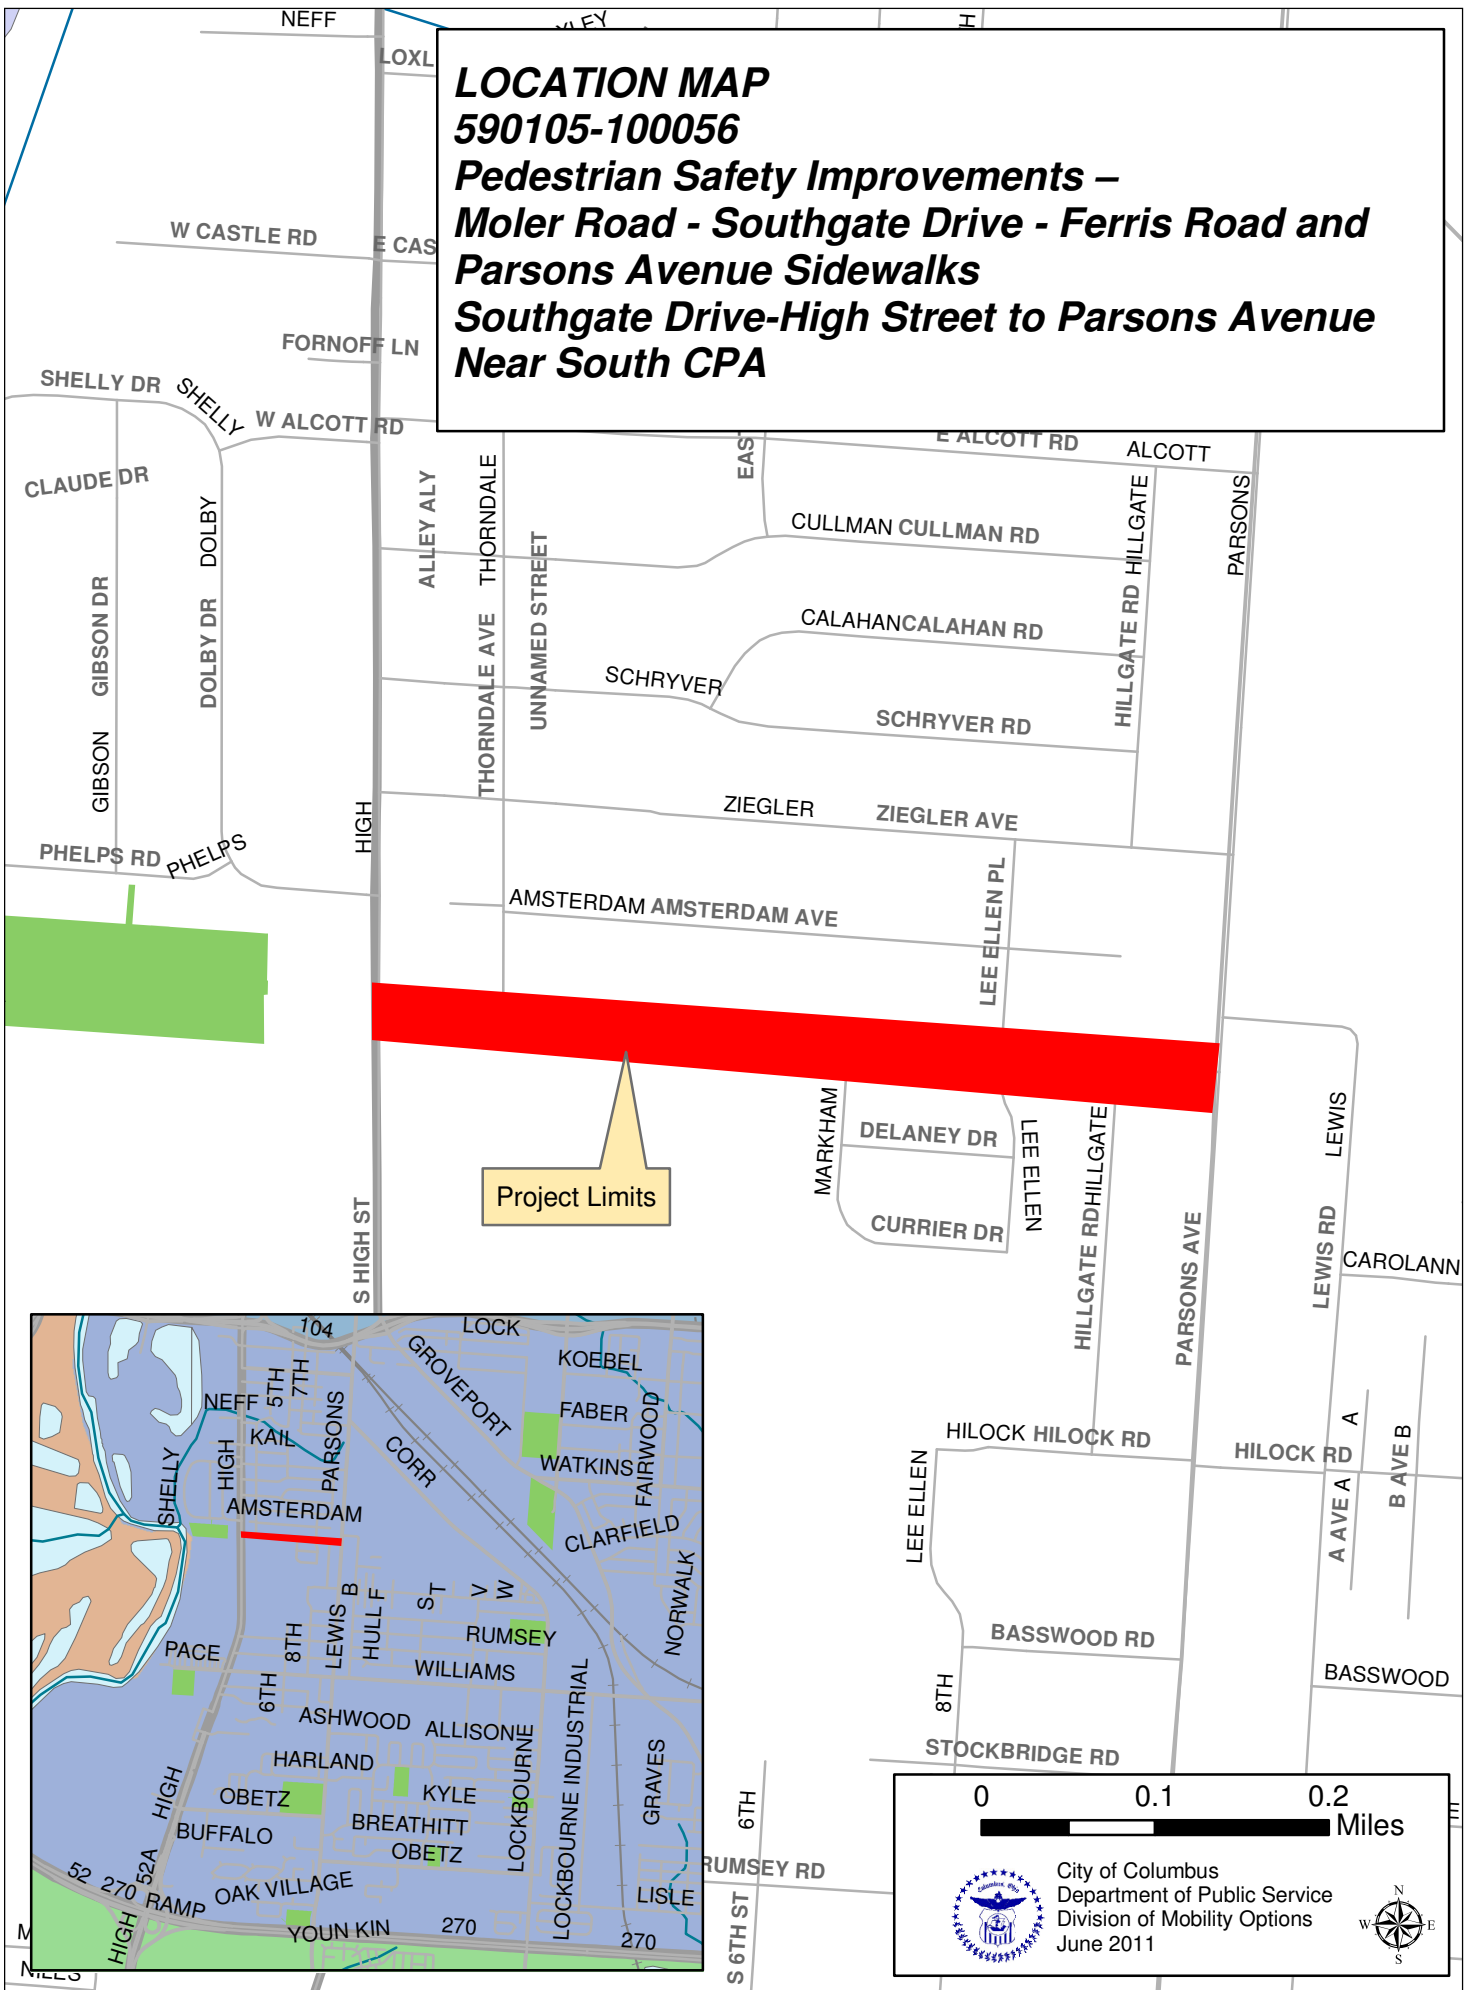 NEFF
LOXL
H
LOCATION MAP
590105-100056
Pedestrian Safety Improvements –
Moler Road - Southgate Drive - Ferris Road and
Parsons Avenue Sidewalks
Southgate Drive-High Street to Parsons Avenue
Near South CPA
W CASTLE RD
E CAS
FORNOFF LN
SHELLY DR
SHELLY
W ALCOTT RD
CLAUDE DR
DOLBY
DOLBY DR
GIBSON DR
GIBSON
ALLEY ALY
THORNDALE
THORNDALE AVE
UNNAMED STREET
EAS
E ALCOTT RD
ALCOTT
HILLGATE
HILLGATE RD
PARSONS
CULLMAN CULLMAN RD
CALAHAN CALAHAN RD
SCHRYVER
SCHRYVER RD
ZIEGLER
ZIEGLER AVE
HIGH
PHELPS RD
PHELPS
AMSTERDAM AMSTERDAM AVE
LEE ELLEN PL
Project Limits
MARKHAM
DELANEY DR
LEE ELLEN
CURRIER DR
HILLGATE
HILLGATE RD
PARSONS AVE
LEWIS
LEWIS RD
CAROLANN
S HIGH ST
HILOCK HILOCK RD
HILOCK RD
A
A
A AVE
B
B AVE
LEE ELLEN
BASSWOOD RD
BASSWOOD
8TH
STOCKBRIDGE RD
6TH
S 6TH ST
RUMSEY RD
104
LOCK
KOEBEL
GROVEPORT
5TH
7TH
NEFF
FABER
KAIL
PARSONS
HIGH
CORR
WATKINS
FAIRWOOD
SHELLY
AMSTERDAM
CLARFIELD
NORWALK
B
F
HULL
LEWIS
S
T
V
W
8TH
RUMSEY
PACE
WILLIAMS
6TH
ASHWOOD
ALLISONE
HARLAND
LOCKBOURNE
LOCKBOURNE INDUSTRIAL
GRAVES
HIGH
OBETZ
KYLE
BUFFALO
BREATHITT
OBETZ
52A
52
270
RAMP
OAK VILLAGE
LISLE
HIGH
YOUN KIN
270
270
M
NILES
0 0.1 0.2
Miles
City of Columbus
Department of Public Service
Division of Mobility Options
June 2011
N
W
E
S